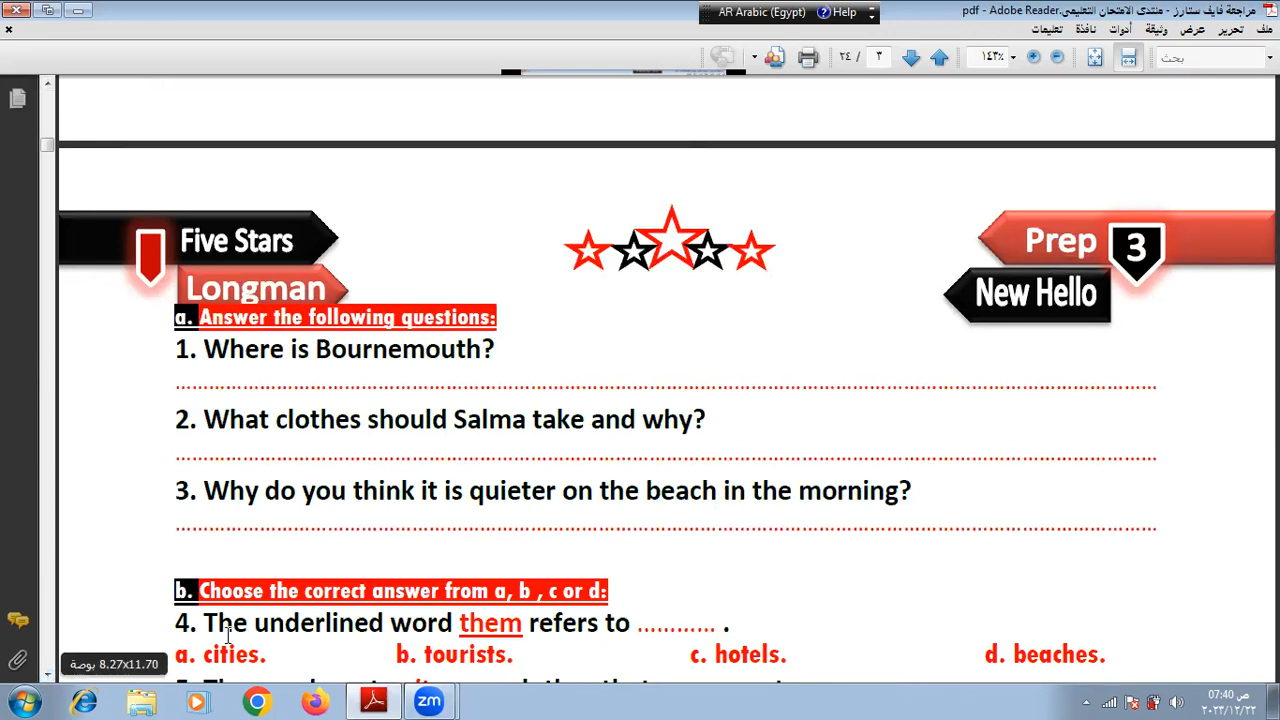 مراجعة فايف ستارز - منتدى الامتحان التعليمى.pdf - Adobe Reader
AR Arabic (Egypt) Help
ملف تحرير عرض وثيقة أدوات نافذة تعليمات
٣ / ٢٤ ١٤٣٪ بحث
Five Stars
Longman
Prep 3
New Hello
a. Answer the following questions:
1. Where is Bournemouth?
................................................................................
2. What clothes should Salma take and why?
................................................................................
3. Why do you think it is quieter on the beach in the morning?
................................................................................
b. Choose the correct answer from a, b , c or d:
4. The underlined word them refers to ............ .
a. cities. b. tourists. c. hotels. d. beaches.
8.27x11.70 بوصة
zm
07:40 ص
٢٠٢٣/١٢/٢٢